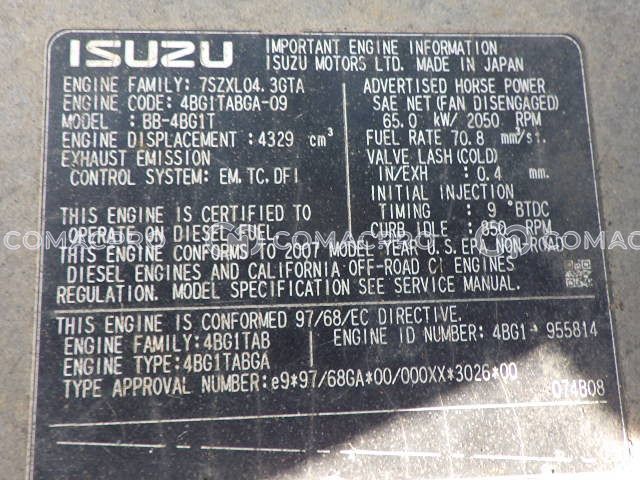 ISUZU
IMPORTANT ENGINE INFORMATION
ISUZU MOTORS LTD. MADE IN JAPAN
ENGINE FAMILY: 7SZXL04.3GTA
ENGINE CODE: 4BG1TABGA-09
MODEL : BB-4BG1T
ENGINE DISPLACEMENT:4329 cm³
EXHAUST EMISSION
CONTROL SYSTEM: EM,TC,DFI
ADVERTISED HORSE POWER
SAE NET(FAN DISENGAGED)
65.0 kW/ 2050 RPM
FUEL RATE 70.8 mm³/st.
VALVE LASH(COLD)
IN/EXH : 0.4 mm.
INITIAL INJECTION
TIMING : 9 °BTDC
CURB IDLE : 850 RPM
THIS ENGINE IS CERTIFIED TO
OPERATE ON DIESEL FUEL
THIS ENGINE CONFORMS TO 2007 MODEL YEAR U.S.EPA NON-ROAD
DIESEL ENGINES AND CALIFORNIA OFF-ROAD CI ENGINES
REGULATION. MODEL SPECIFICATION SEE SERVICE MANUAL.
COMACPRO COMACPRO
THIS ENGINE IS CONFORMED 97/68/EC DIRECTIVE.
ENGINE FAMILY:4BG1TAB
ENGINE ID NUMBER: 4BG1- 955814
ENGINE TYPE:4BG1TABGA
TYPE APPROVAL NUMBER:e9*97/68GA*00/000XX*3026*00
074808